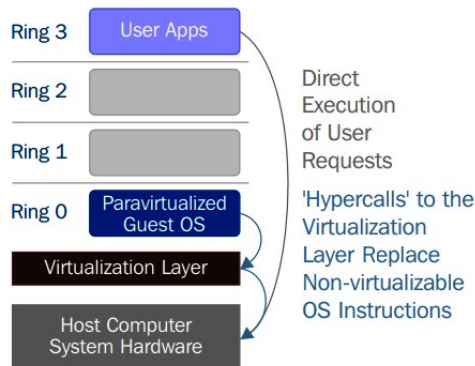 Ring 3
User Apps
Ring 2
Ring 1
Ring 0
Paravirtualized
Guest OS
Virtualization Layer
Host Computer
System Hardware
Direct
Execution
of User
Requests
'Hypercalls' to the
Virtualization
Layer Replace
Non-virtualizable
OS Instructions